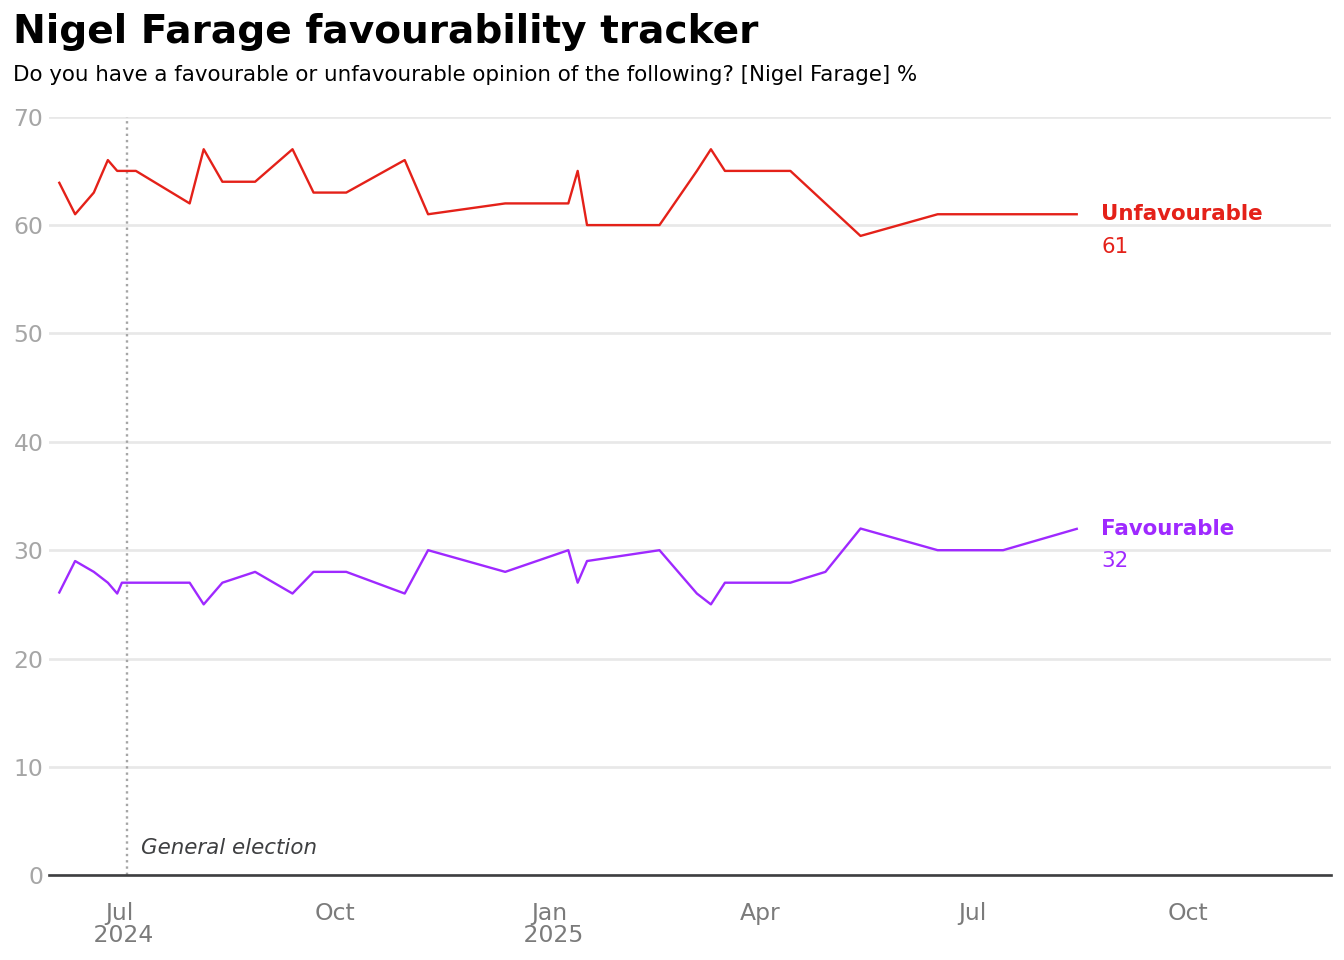 Nigel Farage favourability tracker
Do you have a favourable or unfavourable opinion of the following? [Nigel Farage] %
70
60
50
40
30
20
10
0
Unfavourable
61
Favourable
32
General election
Jul Oct Jan Apr Jul Oct
2024 2025